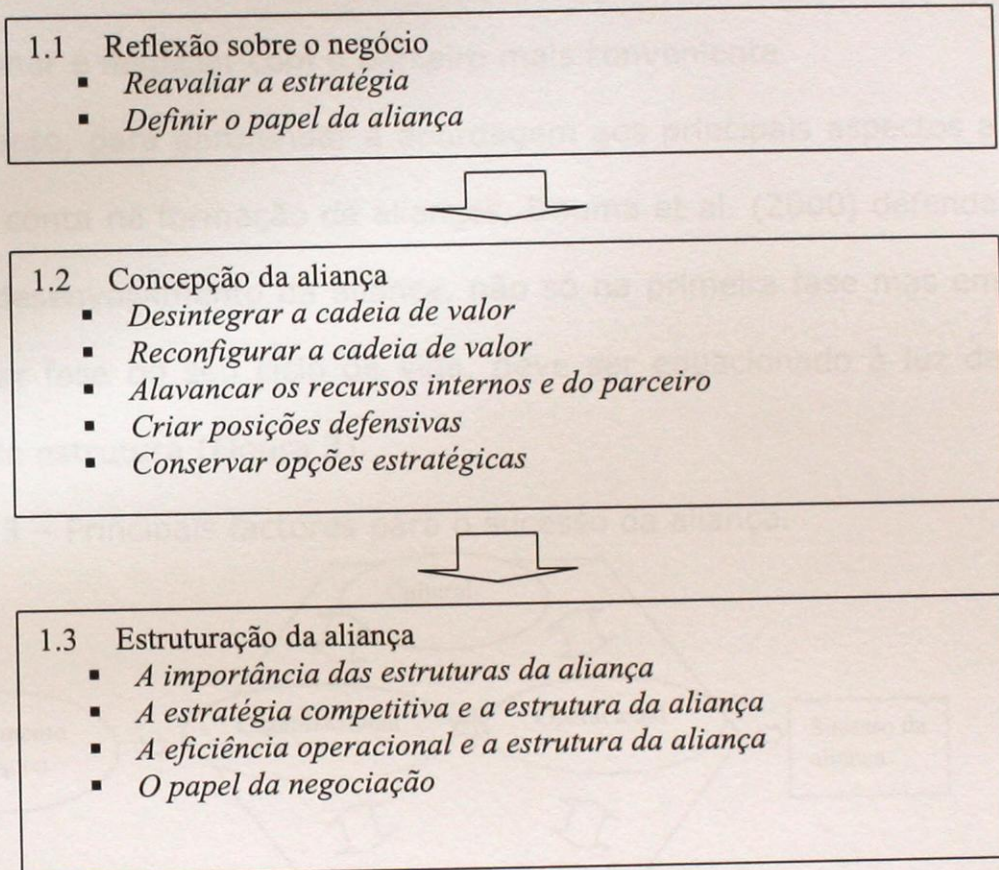 1.1 Reflexão sobre o negócio
▪ Reavaliar a estratégia
▪ Definir o papel da aliança
1.2 Concepção da aliança
▪ Desintegrar a cadeia de valor
▪ Reconfigurar a cadeia de valor
▪ Alavancar os recursos internos e do parceiro
▪ Criar posições defensivas
▪ Conservar opções estratégicas
1.3 Estruturação da aliança
▪ A importância das estruturas da aliança
▪ A estratégia competitiva e a estrutura da aliança
▪ A eficiência operacional e a estrutura da aliança
▪ O papel da negociação